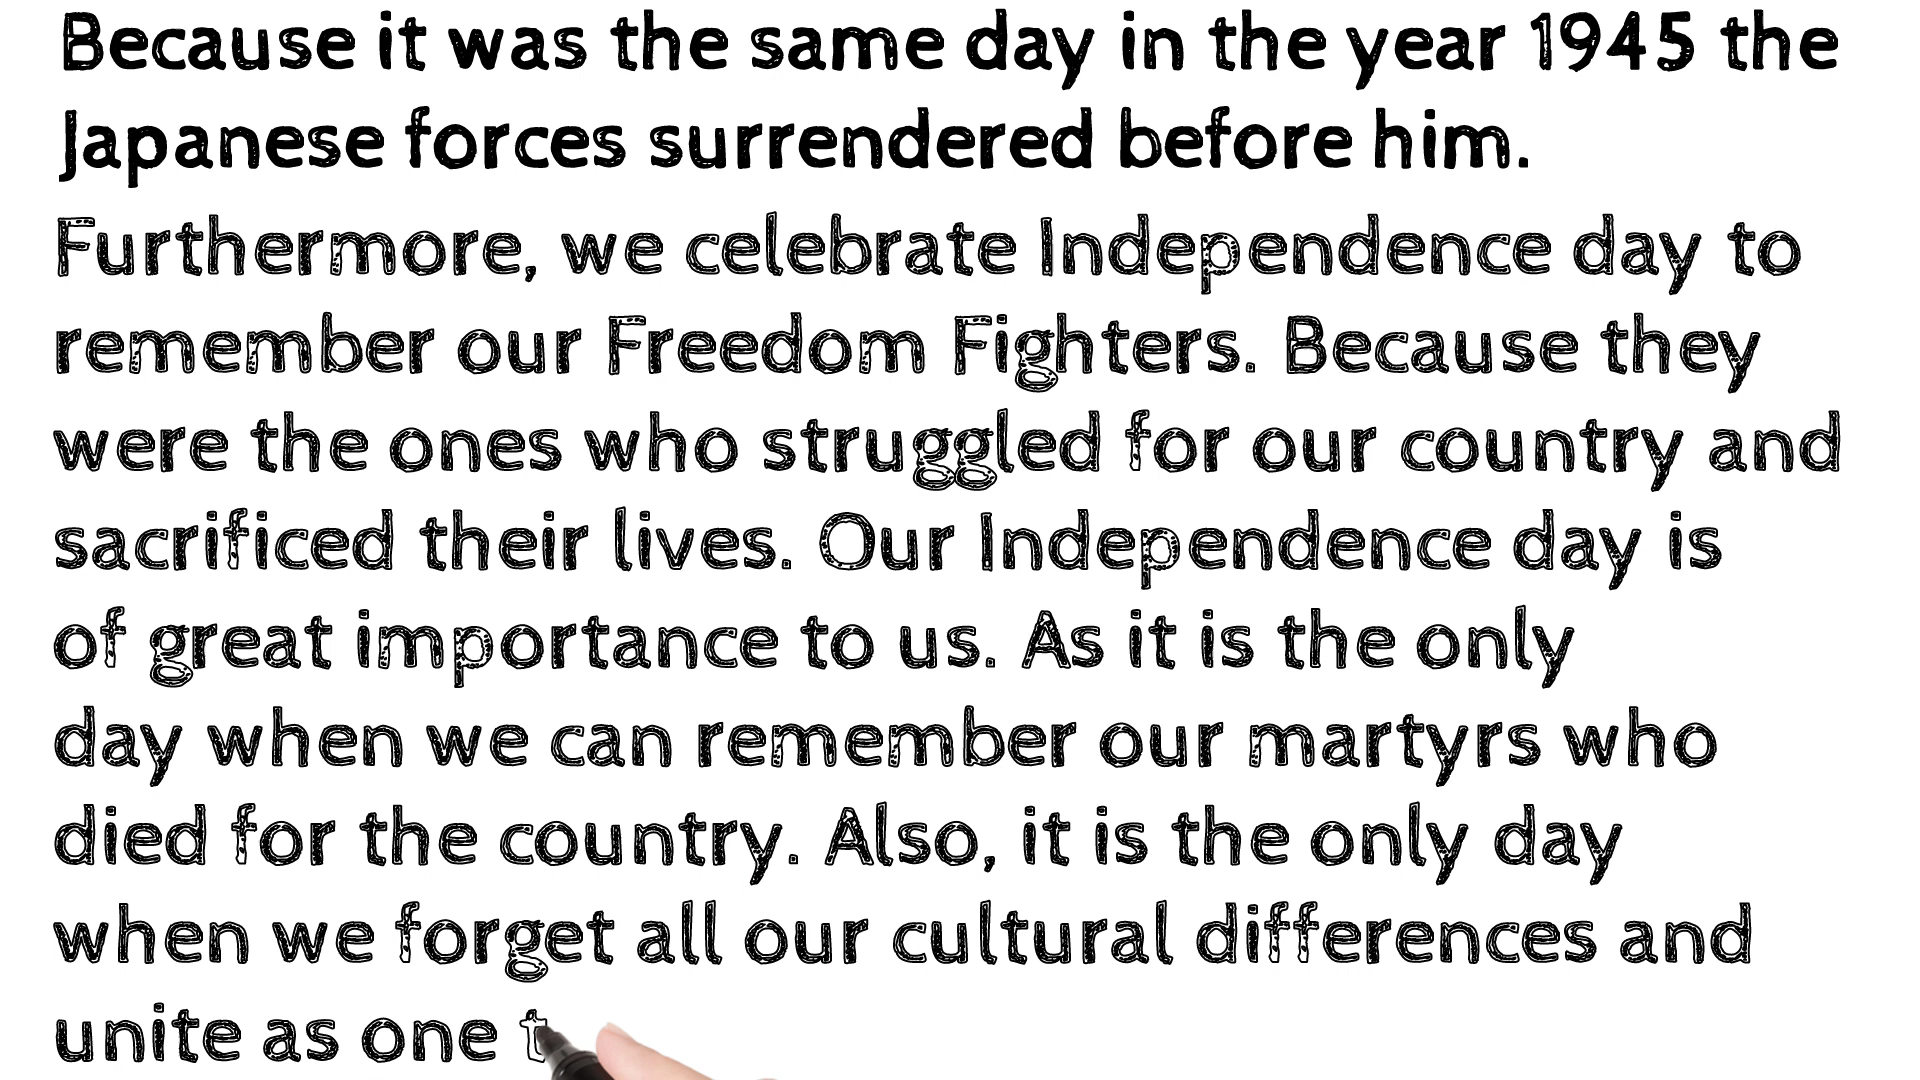 Because it was the same day in the year 1945 the
Japanese forces surrendered before him.
Furthermore, we celebrate Independence day to
remember our Freedom Fighters. Because they
were the ones who struggled for our country and
sacrificed their lives. Our Independence day is
of great importance to us. As it is the only
day when we can remember our martyrs who
died for the country. Also, it is the only day
when we forget all our cultural differences and
unite as one t